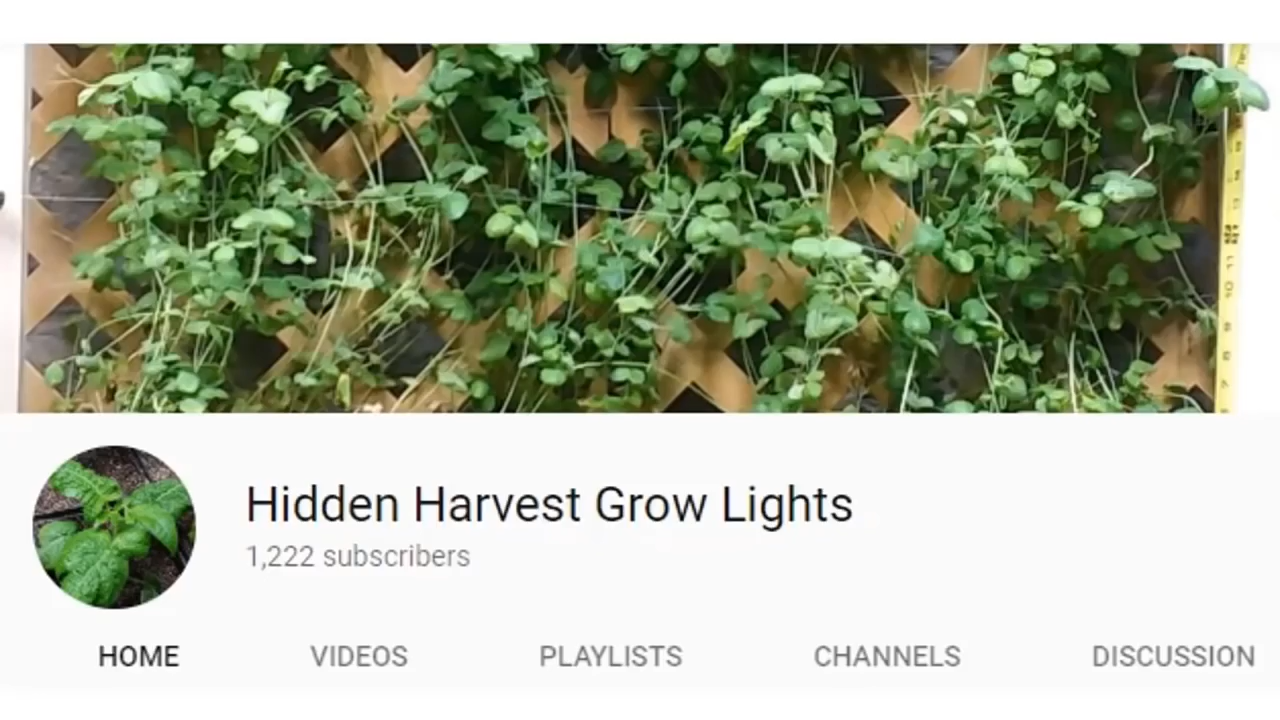 Hidden Harvest Grow Lights
1,222 subscribers
HOME VIDEOS PLAYLISTS CHANNELS DISCUSSION